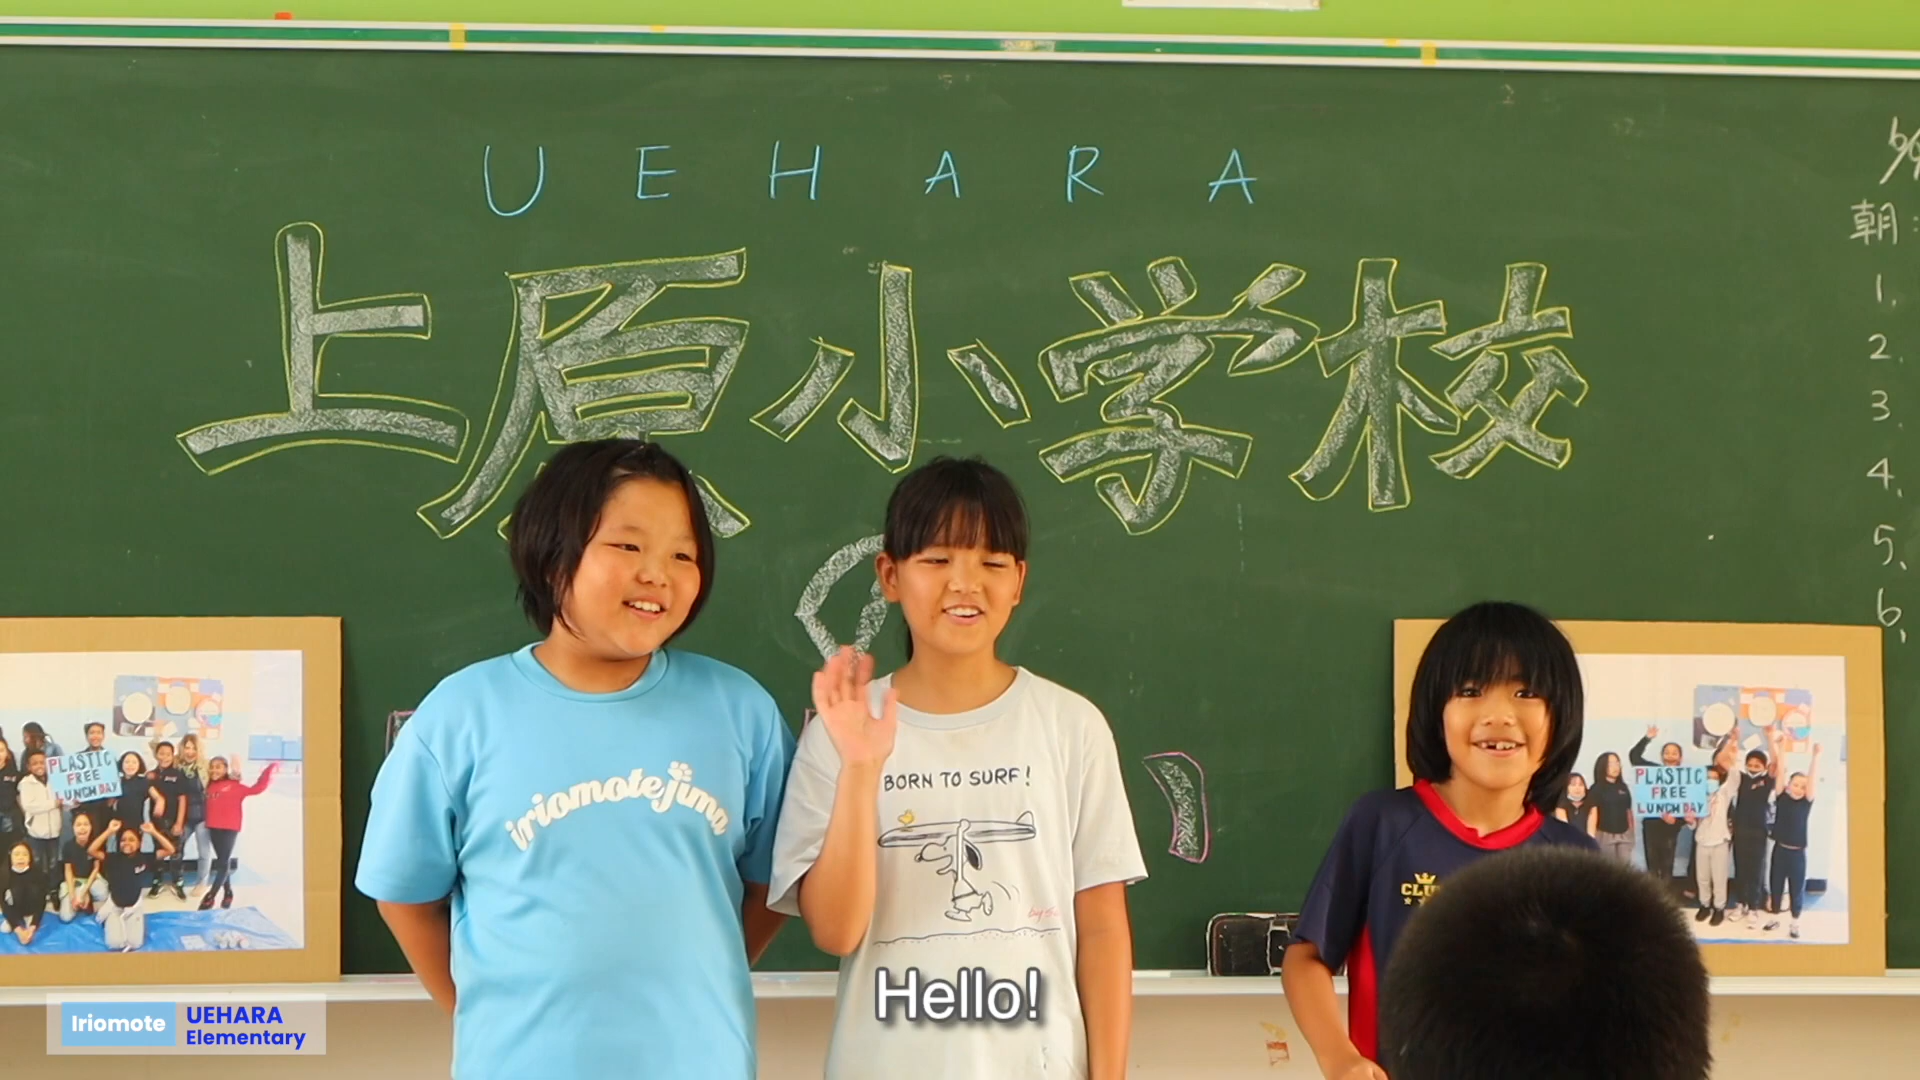 UEHARA
上原小学校
朝:
1.
2.
3.
4.
5.
6.
PLASTIC
FREE
LUNCH DAY
PLASTIC
FREE
LUNCH DAY
iriomotejima
BORN TO SURF!
Hello!
Iriomote
UEHARA
Elementary